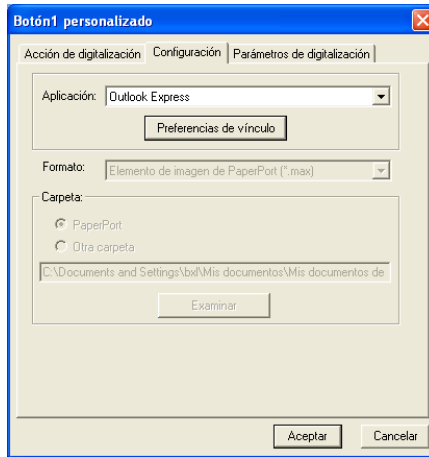 Botón1 personalizado
Acción de digitalización Configuración Parámetros de digitalización
Aplicación: Outlook Express
Preferencias de vínculo
Formato: Elemento de imagen de PaperPort (*.max)
Carpeta:
PaperPort
Otra carpeta
C:\Documents and Settings\bxl\Mis documentos\Mis documentos de
Examinar
Aceptar Cancelar